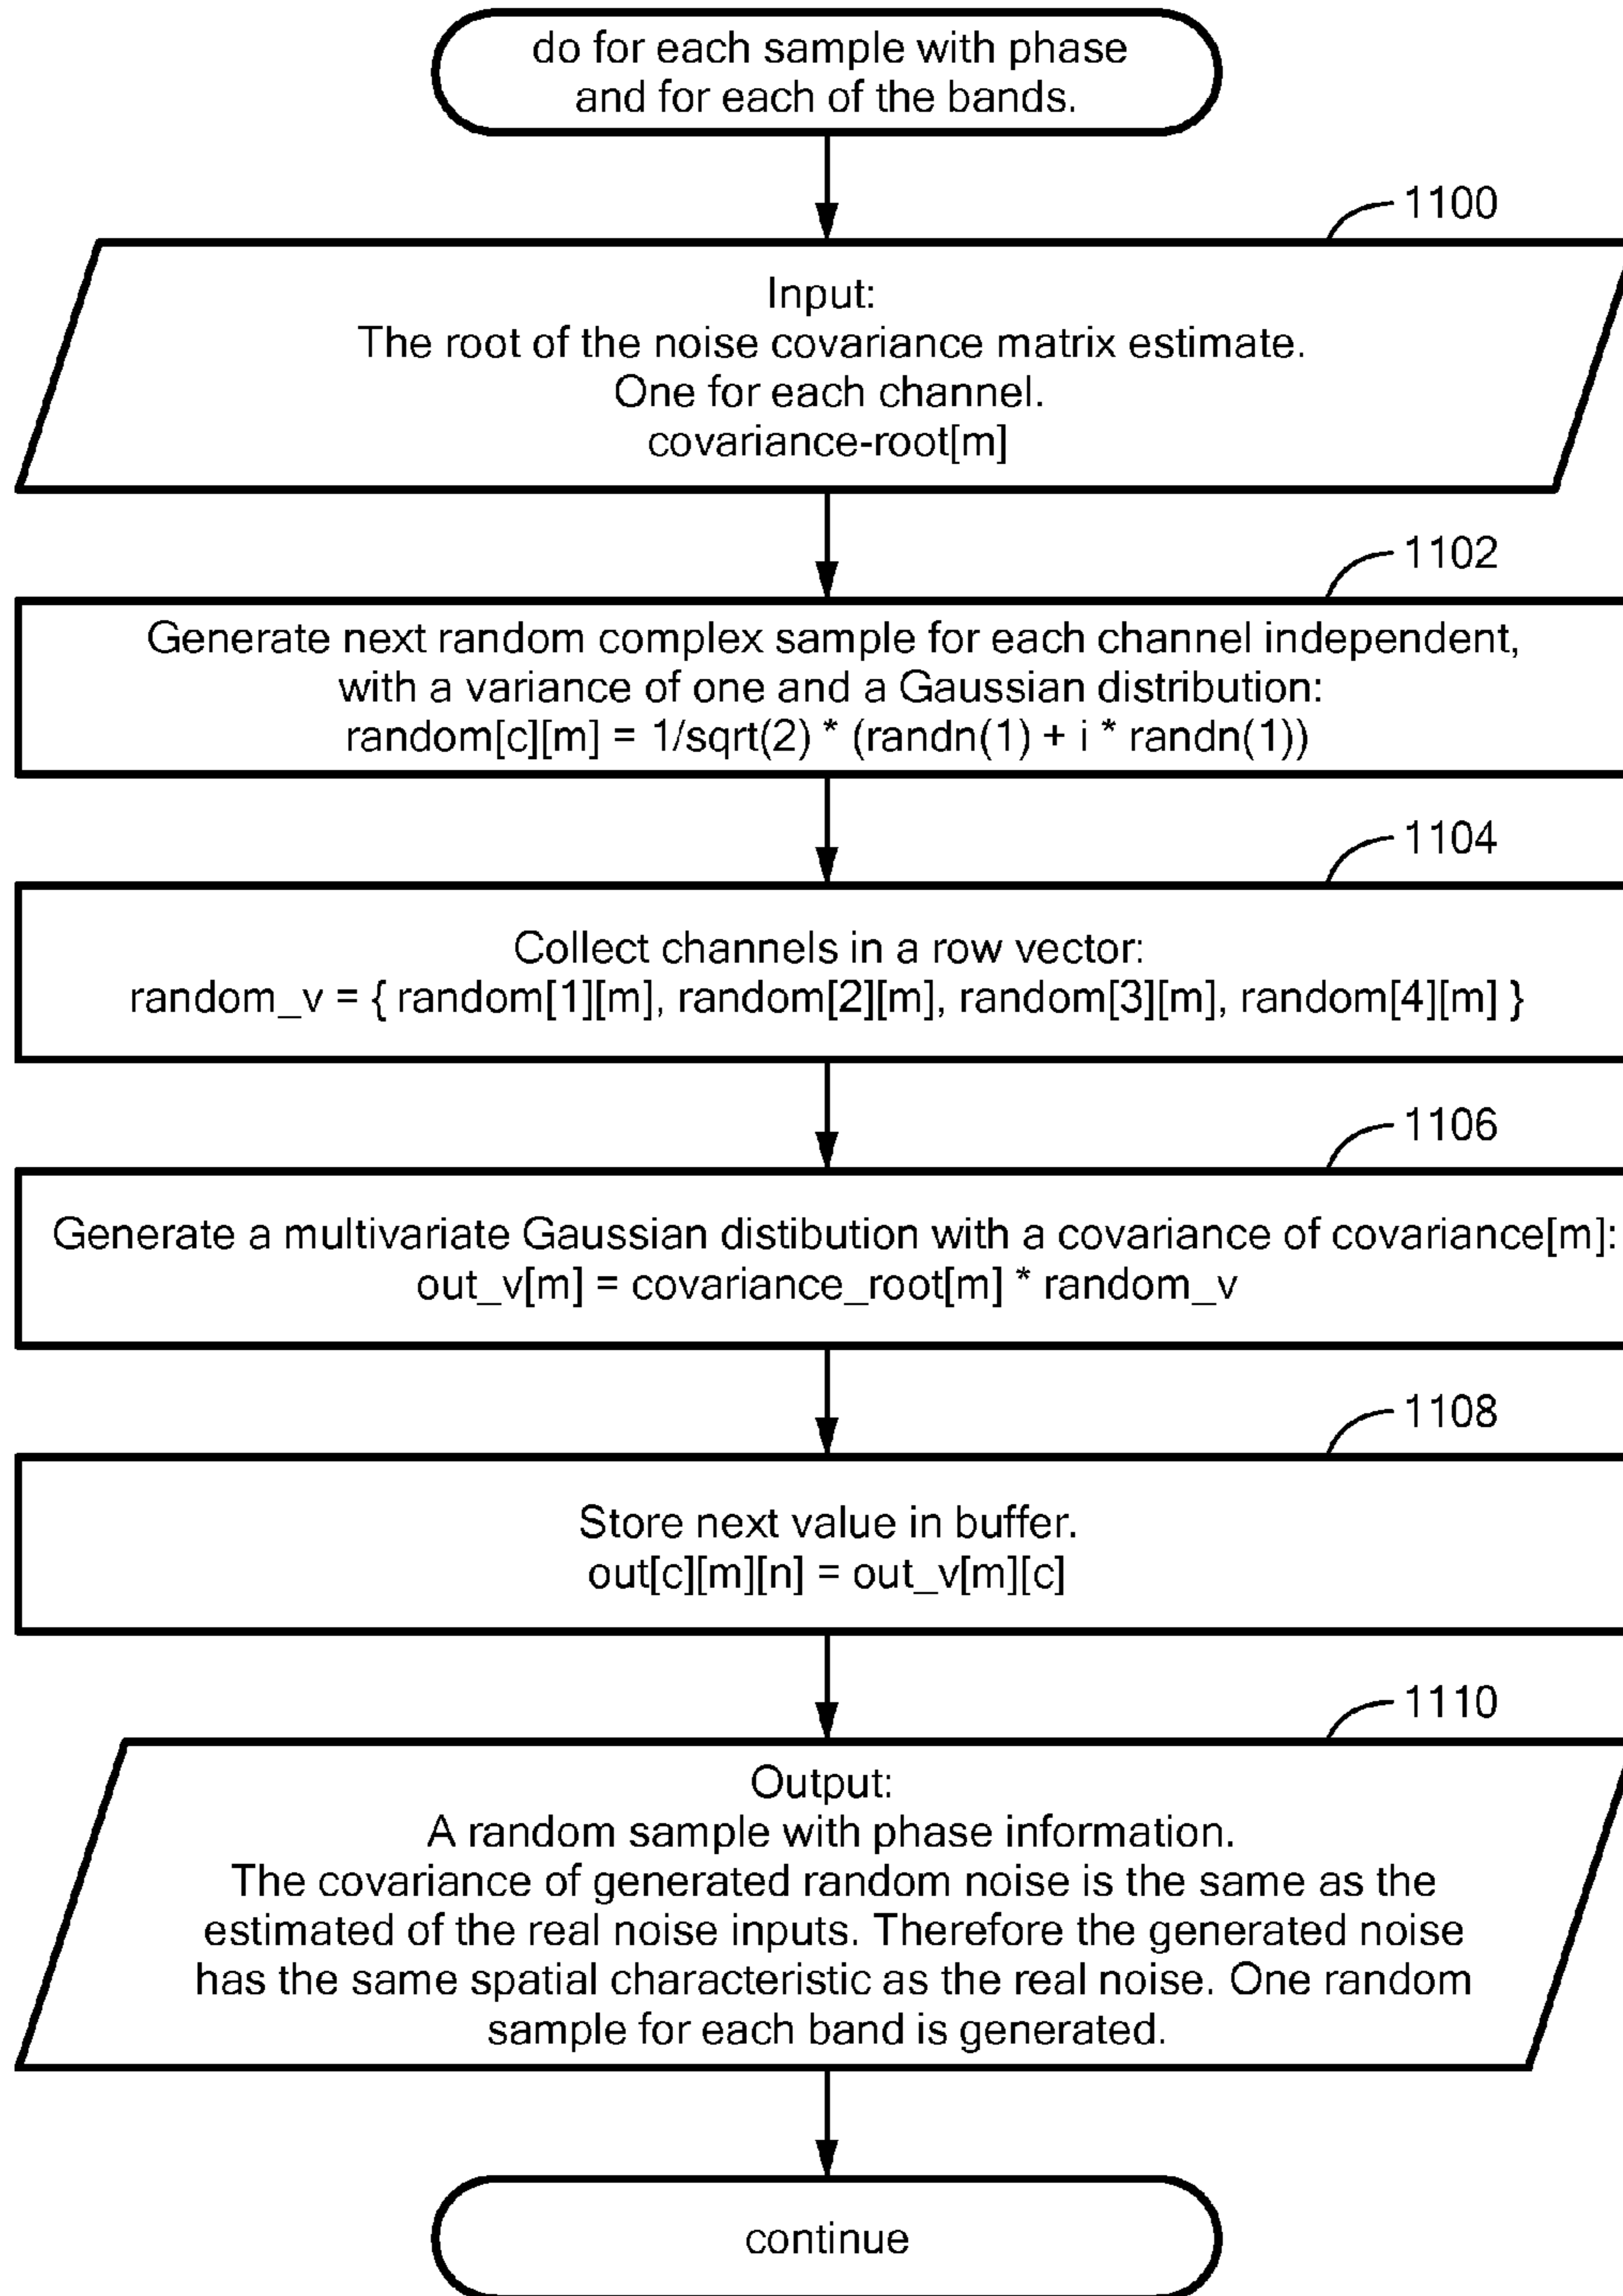 do for each sample with phase
and for each of the bands.
1100
Input:
The root of the noise covariance matrix estimate.
One for each channel.
covariance-root[m]
1102
Generate next random complex sample for each channel independent,
with a variance of one and a Gaussian distribution:
random[c][m] = 1/sqrt(2) * (randn(1) + i * randn(1))
1104
Collect channels in a row vector:
random_v = { random[1][m], random[2][m], random[3][m], random[4][m] }
1106
Generate a multivariate Gaussian distibution with a covariance of covariance[m]:
out_v[m] = covariance_root[m] * random_v
1108
Store next value in buffer.
out[c][m][n] = out_v[m][c]
1110
Output:
A random sample with phase information.
The covariance of generated random noise is the same as the
estimated of the real noise inputs. Therefore the generated noise
has the same spatial characteristic as the real noise. One random
sample for each band is generated.
continue